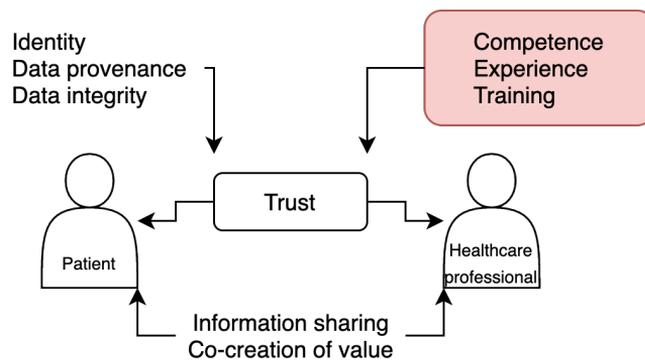 Identity
Data provenance
Data integrity
Competence
Experience
Training
Trust
Patient
Healthcare
professional
Information sharing
Co-creation of value